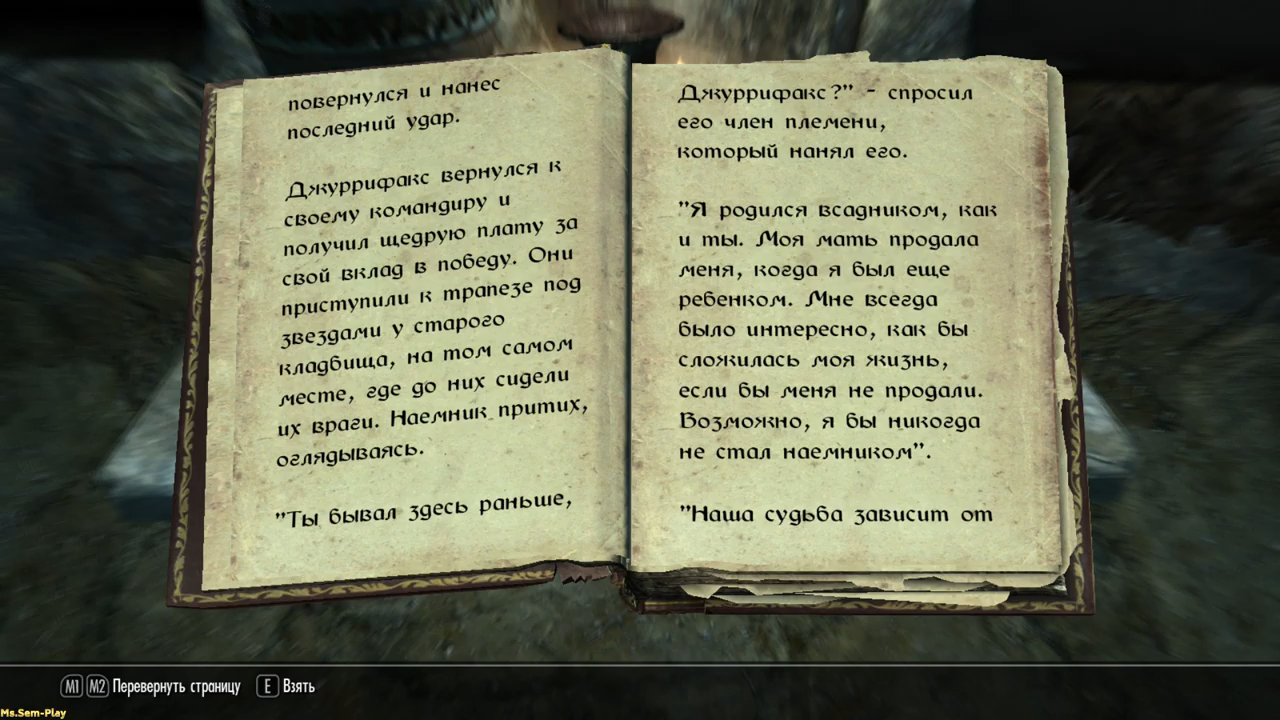 повернулся и нанес
последний удар.
Джуррифакс вернулся к
своему командиру и
получил щедрую плату за
свой вклад в победу. Они
приступили к трапезе под
звездами у старого
кладбища, на том самом
месте, где до них сидели
их враги. Наемник притих,
оглядываясь.
"Ты бывал здесь раньше,
Джуррифакс?" - спросил
его член племени,
который нанял его.
"Я родился всадником, как
и ты. Моя мать продала
меня, когда я был еще
ребенком. Мне всегда
было интересно, как бы
сложилась моя жизнь,
если бы меня не продали.
Возможно, я бы никогда
не стал наемником".
"Наша судьба зависит от
M1 M2 Перевернуть страницу E Взять
Ms.Sem-Play